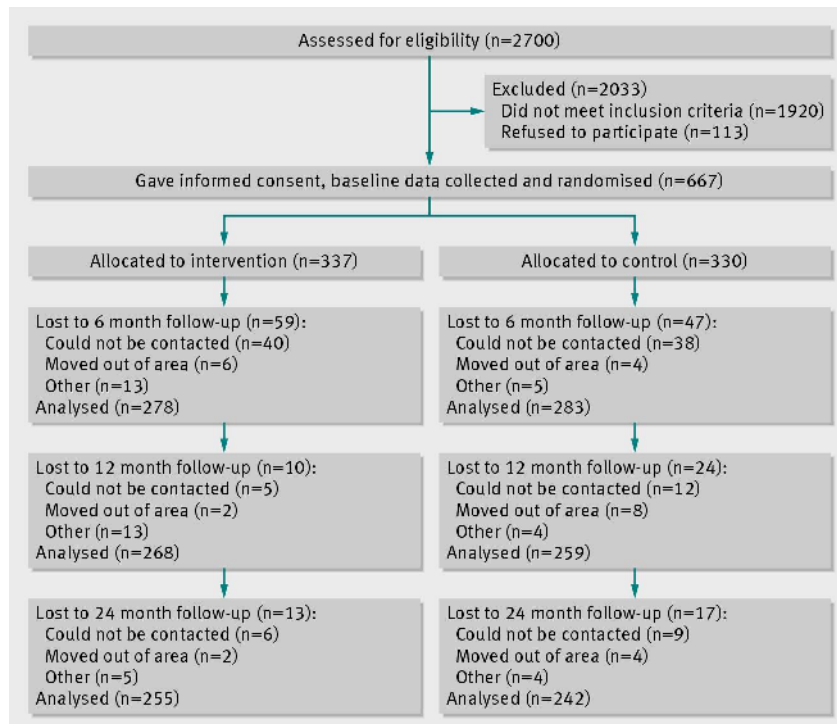 Assessed for eligibility (n=2700)
Excluded (n=2033)
Did not meet inclusion criteria (n=1920)
Refused to participate (n=113)
Gave informed consent, baseline data collected and randomised (n=667)
Allocated to intervention (n=337)
Allocated to control (n=330)
Lost to 6 month follow-up (n=59):
Could not be contacted (n=40)
Moved out of area (n=6)
Other (n=13)
Analysed (n=278)
Lost to 6 month follow-up (n=47):
Could not be contacted (n=38)
Moved out of area (n=4)
Other (n=5)
Analysed (n=283)
Lost to 12 month follow-up (n=10):
Could not be contacted (n=5)
Moved out of area (n=2)
Other (n=13)
Analysed (n=268)
Lost to 12 month follow-up (n=24):
Could not be contacted (n=12)
Moved out of area (n=8)
Other (n=4)
Analysed (n=259)
Lost to 24 month follow-up (n=13):
Could not be contacted (n=6)
Moved out of area (n=2)
Other (n=5)
Analysed (n=255)
Lost to 24 month follow-up (n=17):
Could not be contacted (n=9)
Moved out of area (n=4)
Other (n=4)
Analysed (n=242)